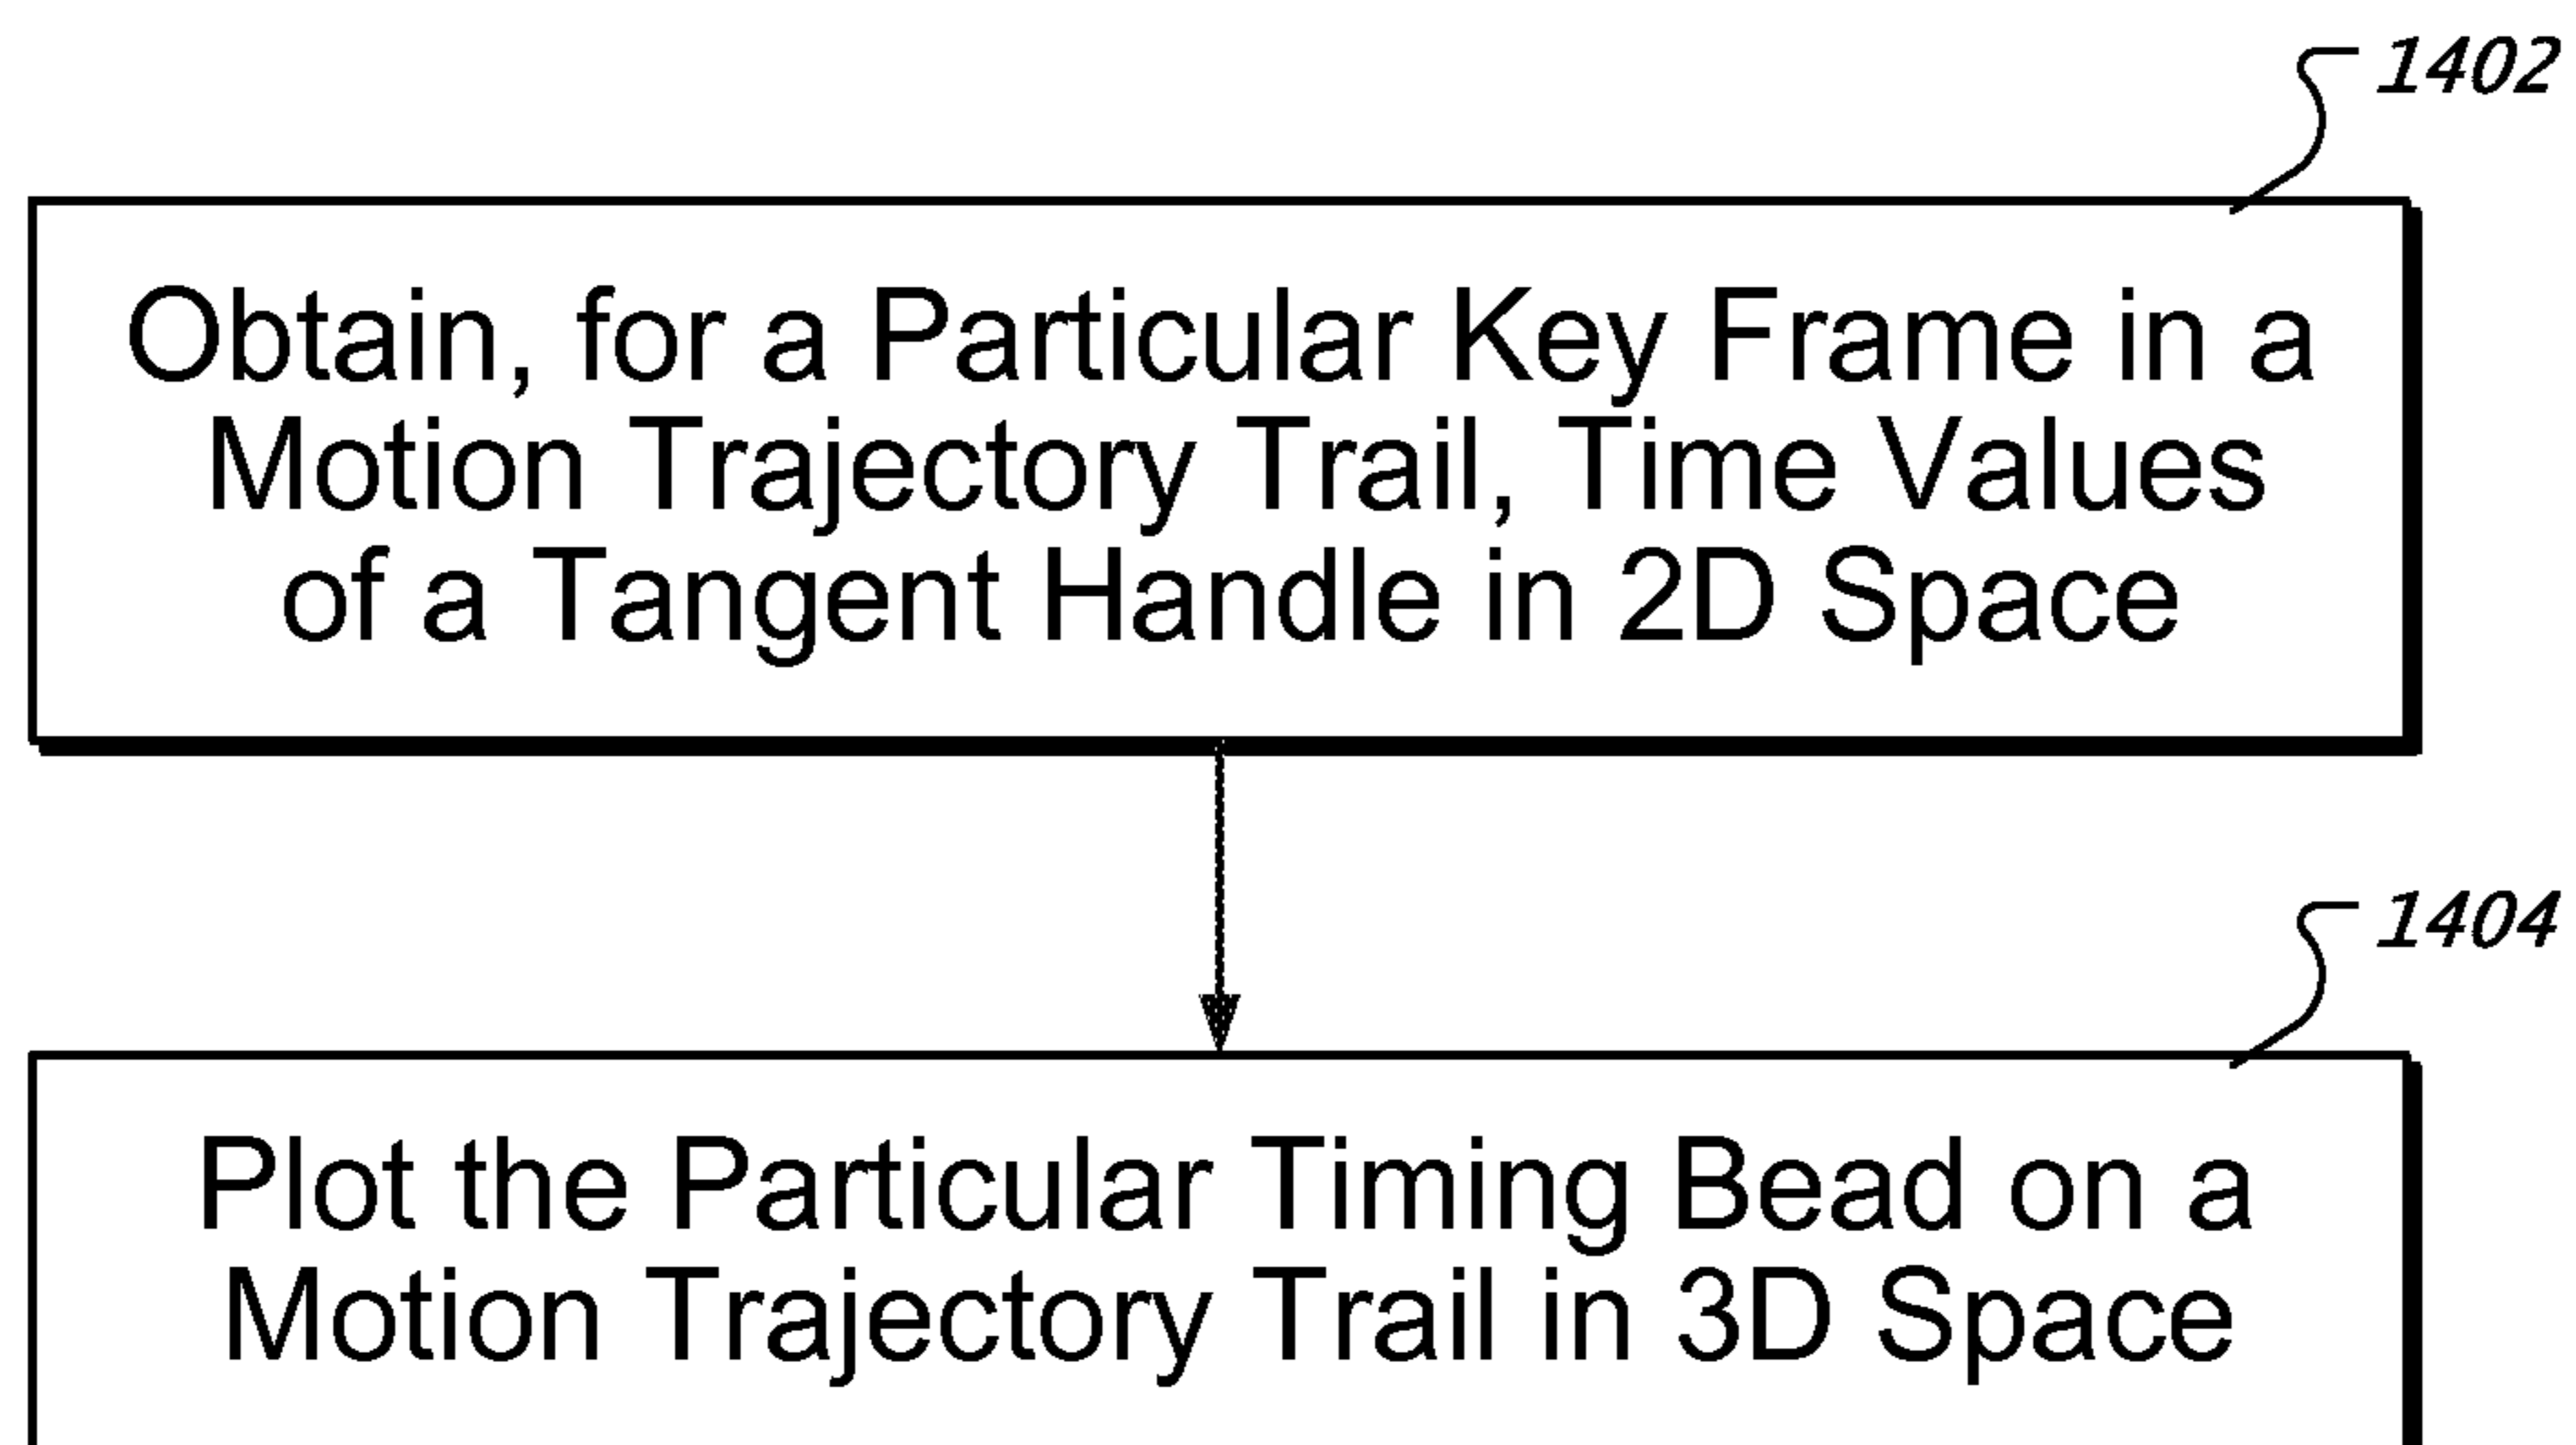 1402
Obtain, for a Particular Key Frame in a
Motion Trajectory Trail, Time Values
of a Tangent Handle in 2D Space
1404
Plot the Particular Timing Bead on a
Motion Trajectory Trail in 3D Space